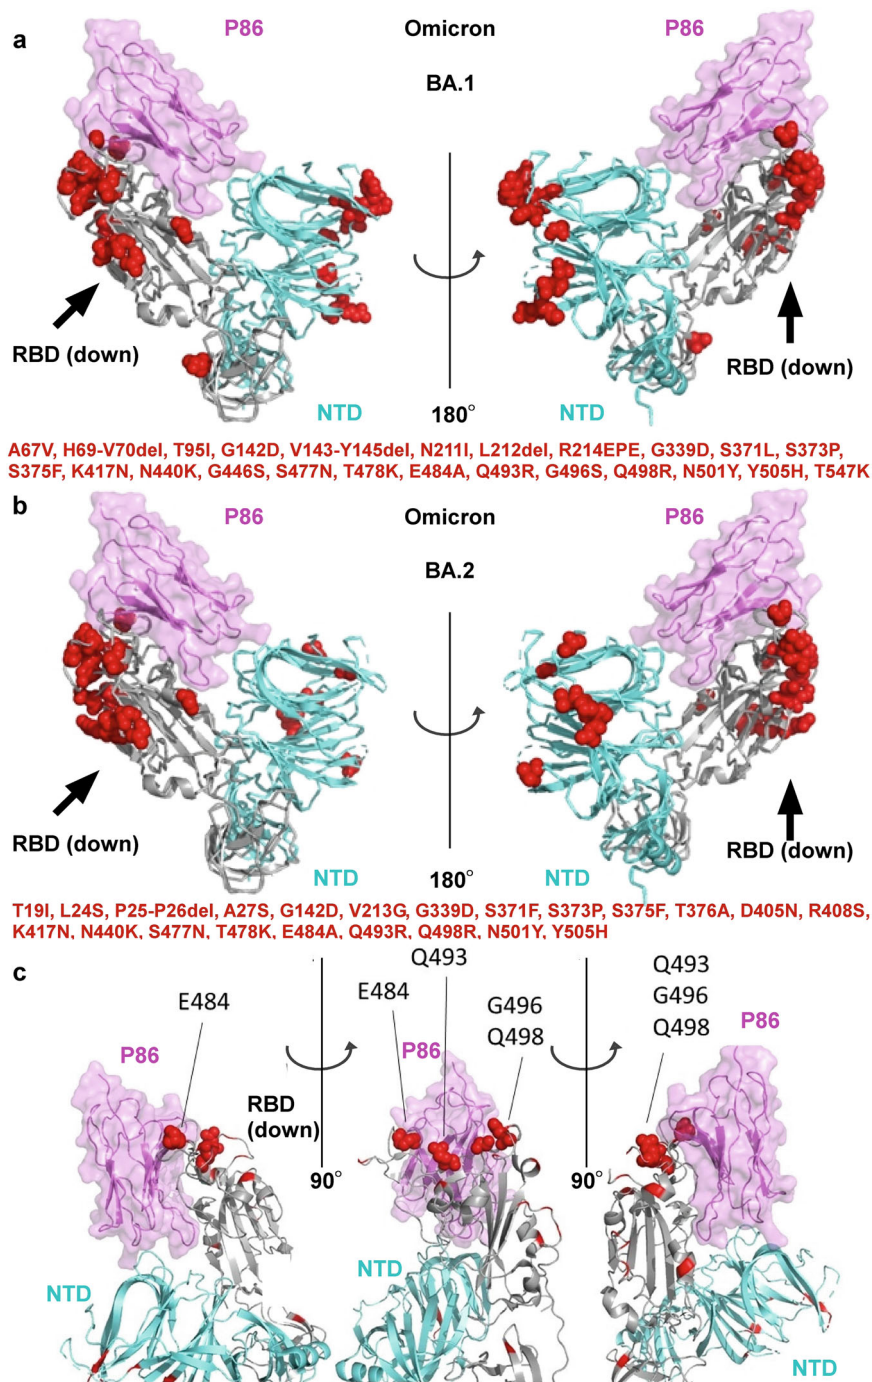 a
P86
Omicron
P86
BA.1
RBD (down)
RBD (down)
NTD
180°
NTD
A67V, H69-V70del, T95I, G142D, V143-Y145del, N211I, L212del, R214EPE, G339D, S371L, S373P,
S375F, K417N, N440K, G446S, S477N, T478K, E484A, Q493R, G496S, Q498R, N501Y, Y505H, T547K
b
P86
Omicron
P86
BA.2
RBD (down)
RBD (down)
NTD
180°
NTD
T19I, L24S, P25-P26del, A27S, G142D, V213G, G339D, S371F, S373P, S375F, T376A, D405N, R408S,
K417N, N440K, S477N, T478K, E484A, Q493R, Q498R, N501Y, Y505H
c
E484
E484
Q493
G496
Q498
Q493
G496
Q498
P86
P86
P86
RBD
(down)
90°
90°
NTD
NTD
NTD